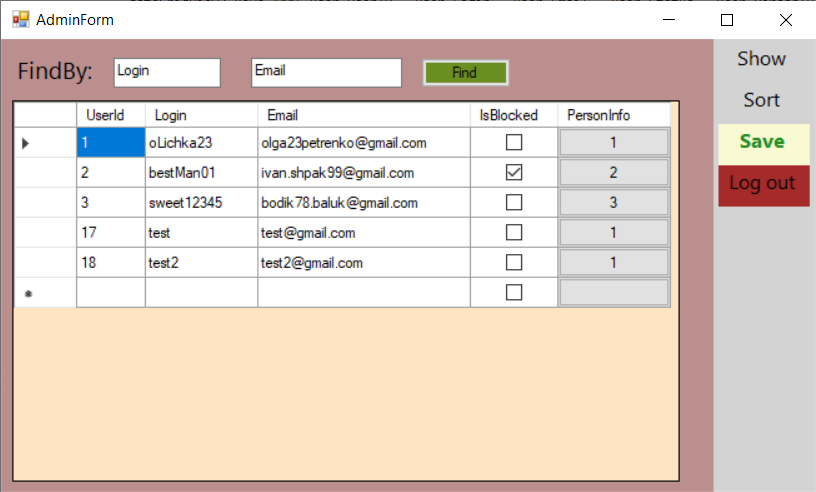 AdminForm
FindBy: Login Email Find
Show
Sort
Save
Log out
UserId Login Email IsBlocked PersonInfo
1 oLichka23 olga23petrenko@gmail.com 1
2 bestMan01 ivan.shpak99@gmail.com 2
3 sweet12345 bodik78.baluk@gmail.com 3
17 test test@gmail.com 1
18 test2 test2@gmail.com 1